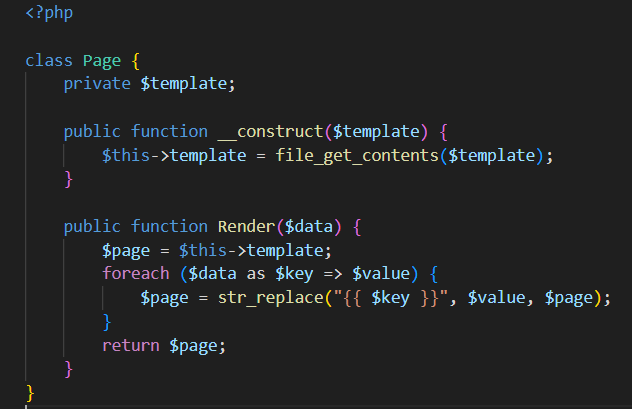 <?php
class Page {
private $template;
public function __construct($template) {
$this->template = file_get_contents($template);
}
public function Render($data) {
$page = $this->template;
foreach ($data as $key => $value) {
$page = str_replace("{{ $key }}", $value, $page);
}
return $page;
}
}